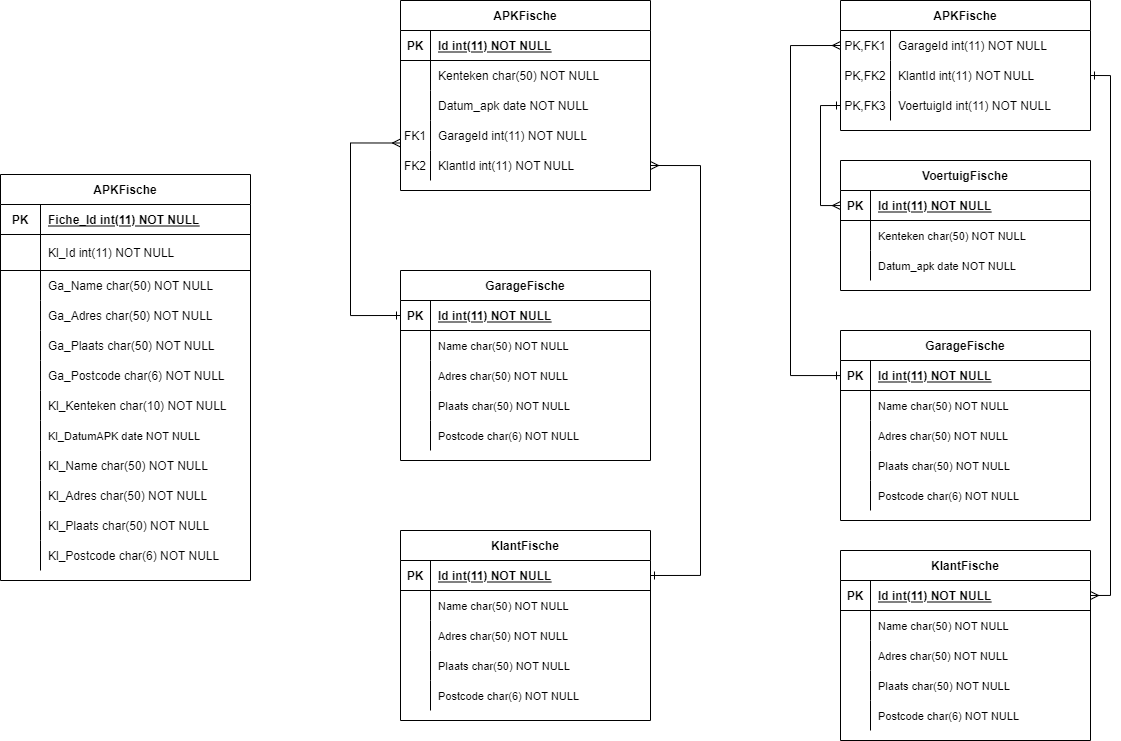 APKFische
PK Fiche_Id int(11) NOT NULL
Kl_Id int(11) NOT NULL
Ga_Name char(50) NOT NULL
Ga_Adres char(50) NOT NULL
Ga_Plaats char(50) NOT NULL
Ga_Postcode char(6) NOT NULL
Kl_Kenteken char(10) NOT NULL
Kl_DatumAPK date NOT NULL
Kl_Name char(50) NOT NULL
Kl_Adres char(50) NOT NULL
Kl_Plaats char(50) NOT NULL
Kl_Postcode char(6) NOT NULL
APKFische
PK Id int(11) NOT NULL
Kenteken char(50) NOT NULL
Datum_apk date NOT NULL
FK1 GarageId int(11) NOT NULL
FK2 KlantId int(11) NOT NULL
GarageFische
PK Id int(11) NOT NULL
Name char(50) NOT NULL
Adres char(50) NOT NULL
Plaats char(50) NOT NULL
Postcode char(6) NOT NULL
KlantFische
PK Id int(11) NOT NULL
Name char(50) NOT NULL
Adres char(50) NOT NULL
Plaats char(50) NOT NULL
Postcode char(6) NOT NULL
APKFische
PK,FK1 GarageId int(11) NOT NULL
PK,FK2 KlantId int(11) NOT NULL
PK,FK3 VoertuigId int(11) NOT NULL
VoertuigFische
PK Id int(11) NOT NULL
Kenteken char(50) NOT NULL
Datum_apk date NOT NULL
GarageFische
PK Id int(11) NOT NULL
Name char(50) NOT NULL
Adres char(50) NOT NULL
Plaats char(50) NOT NULL
Postcode char(6) NOT NULL
KlantFische
PK Id int(11) NOT NULL
Name char(50) NOT NULL
Adres char(50) NOT NULL
Plaats char(50) NOT NULL
Postcode char(6) NOT NULL